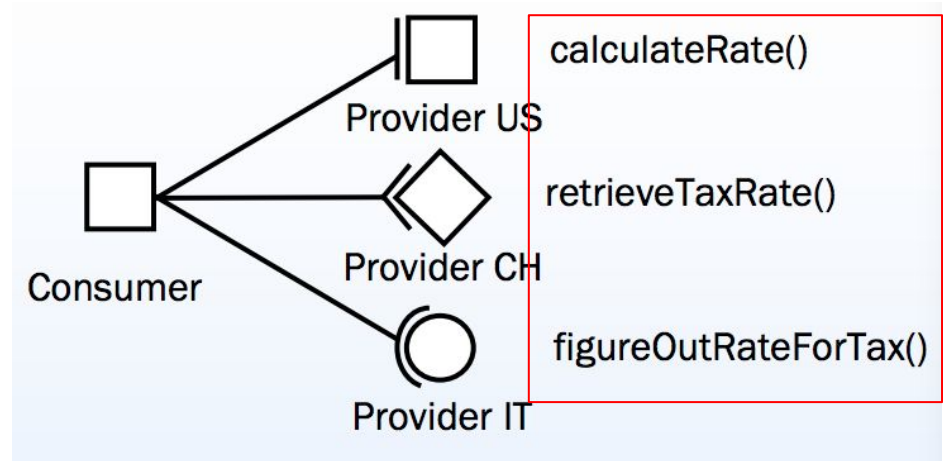 calculateRate()
Provider US
retrieveTaxRate()
Provider CH
Consumer
figureOutRateForTax()
Provider IT